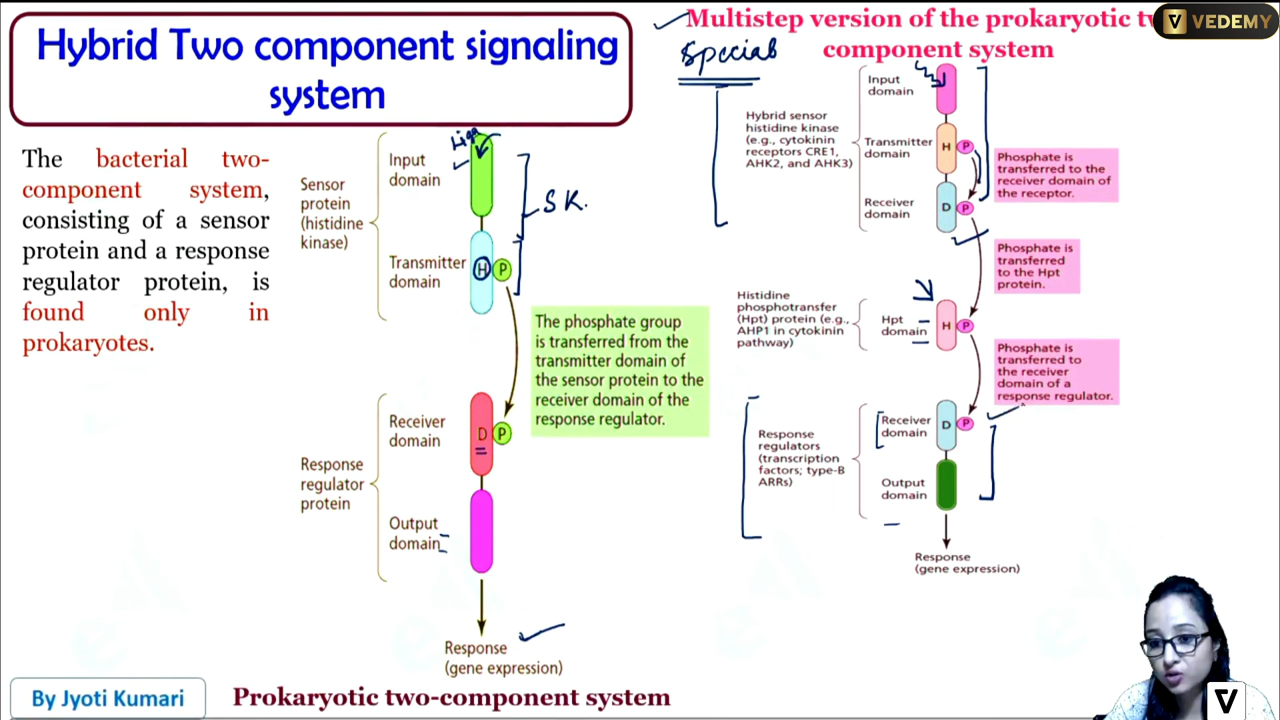 Hybrid Two component signaling
system
The bacterial two-
component system,
consisting of a sensor
protein and a response
regulator protein, is
found only in
prokaryotes.
Sensor
protein
(histidine
kinase)
Input
domain
Transmitter
domain
H
P
SK.
The phosphate group
is transferred from the
transmitter domain of
the sensor protein to the
receiver domain of the
response regulator.
Response
regulator
protein
Receiver
domain
D
P
Output
domain
Response
(gene expression)
By Jyoti Kumari
Prokaryotic two-component system
Multistep version of the prokaryotic
component system
VEDEMY
Special
Hybrid sensor
histidine kinase
(e.g., cytokinin
receptors CRE1,
AHK2, and AHK3)
Input
domain
Transmitter
domain
H
P
Receiver
domain
D
P
Phosphate is
transferred to the
receiver domain of
the receptor.
Phosphate is
transferred
to the Hpt
protein.
Histidine
phosphotransfer
(Hpt) protein (e.g.,
AHP1 in cytokinin
pathway)
Hpt
domain
H
P
Phosphate is
transferred to
the receiver
domain of a
response regulator.
Response
regulators
(transcription
factors; type-B
ARRs)
Receiver
domain
D
P
Output
domain
Response
(gene expression)